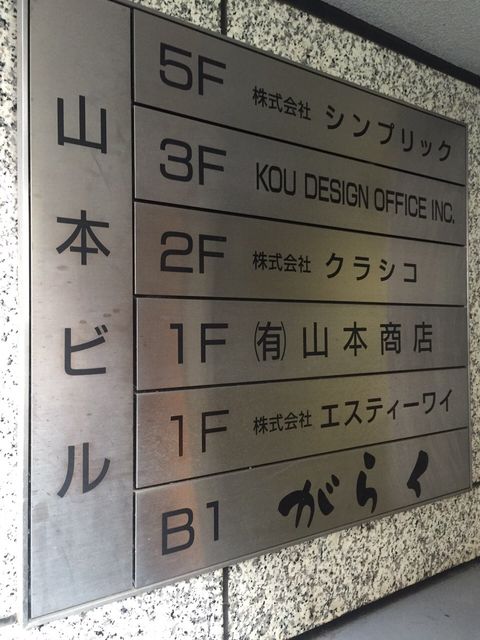 山本ビル
5F 株式会社 シンプリック
3F KOU DESIGN OFFICE INC.
2F 株式会社 クラシコ
1F ㈲ 山本商店
1F 株式会社 エスティーワイ
B1 がらく